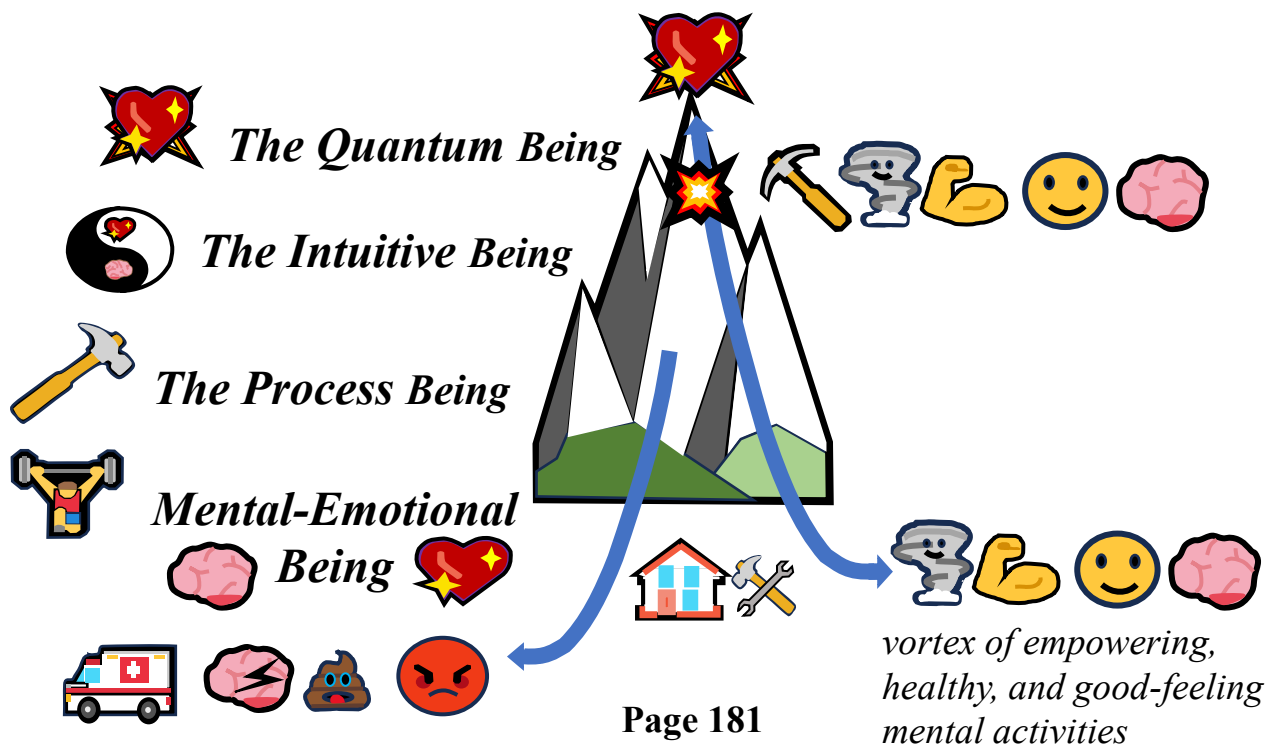 The Quantum Being
The Intuitive Being
The Process Being
Mental-Emotional
Being
vortex of empowering,
healthy, and good-feeling
mental activities
Page 181